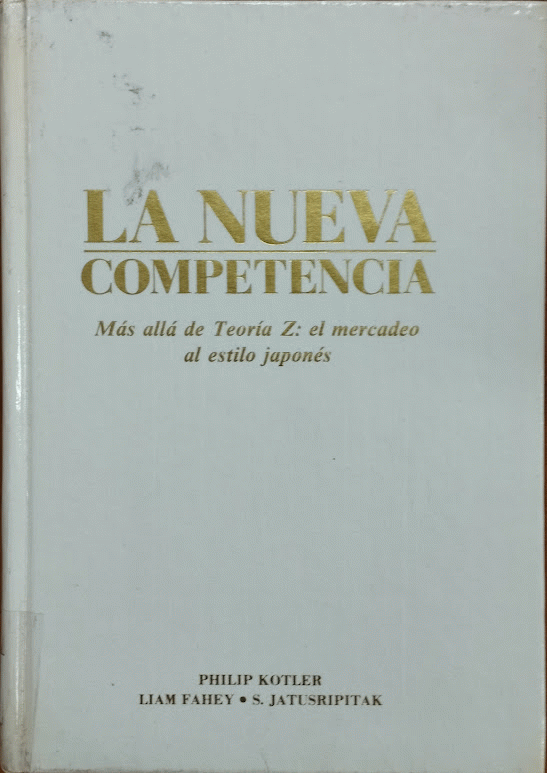 LA NUEVA
COMPETENCIA
Más allá de Teoría Z: el mercadeo
al estilo japonés
PHILIP KOTLER
LIAM FAHEY • S. JATUSRIPITAK